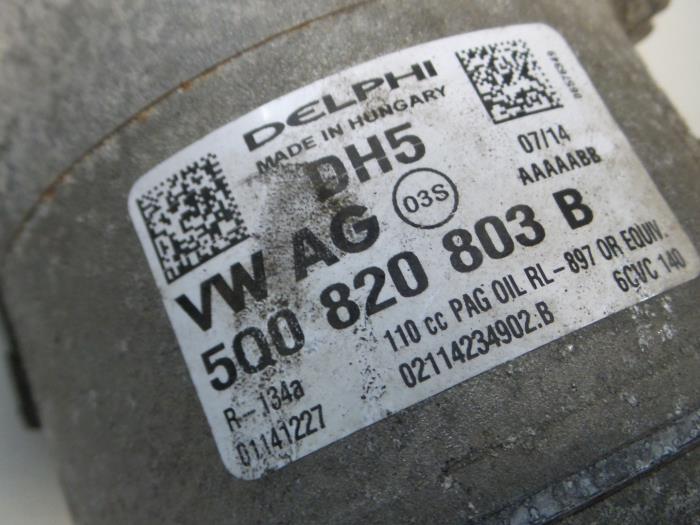 DELPHI
MADE IN HUNGARY
06576349
DH5
07/14
AAAAABB
VW AG
03S
5Q0 820 803 B
110 cc PAG OIL RL-897 OR EQUIV.
R-134a
02114234902.B
6CVC 140
01141227